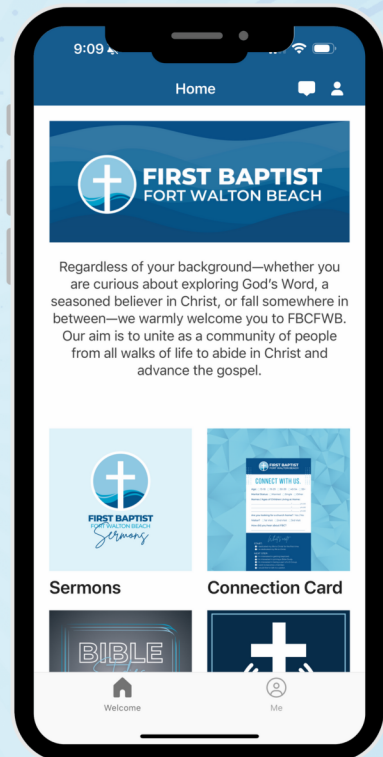 9:09
Home
FIRST BAPTIST
FORT WALTON BEACH
Regardless of your background—whether you
are curious about exploring God's Word, a
seasoned believer in Christ, or fall somewhere in
between—we warmly welcome you to FBCFWB.
Our aim is to unite as a community of people
from all walks of life to abide in Christ and
advance the gospel.
FIRST BAPTIST
FORT WALTON BEACH
Sermons
FIRST BAPTIST
CONNECT WITH US.
What's next?
Sermons
Connection Card
BIBLE
Welcome
Me